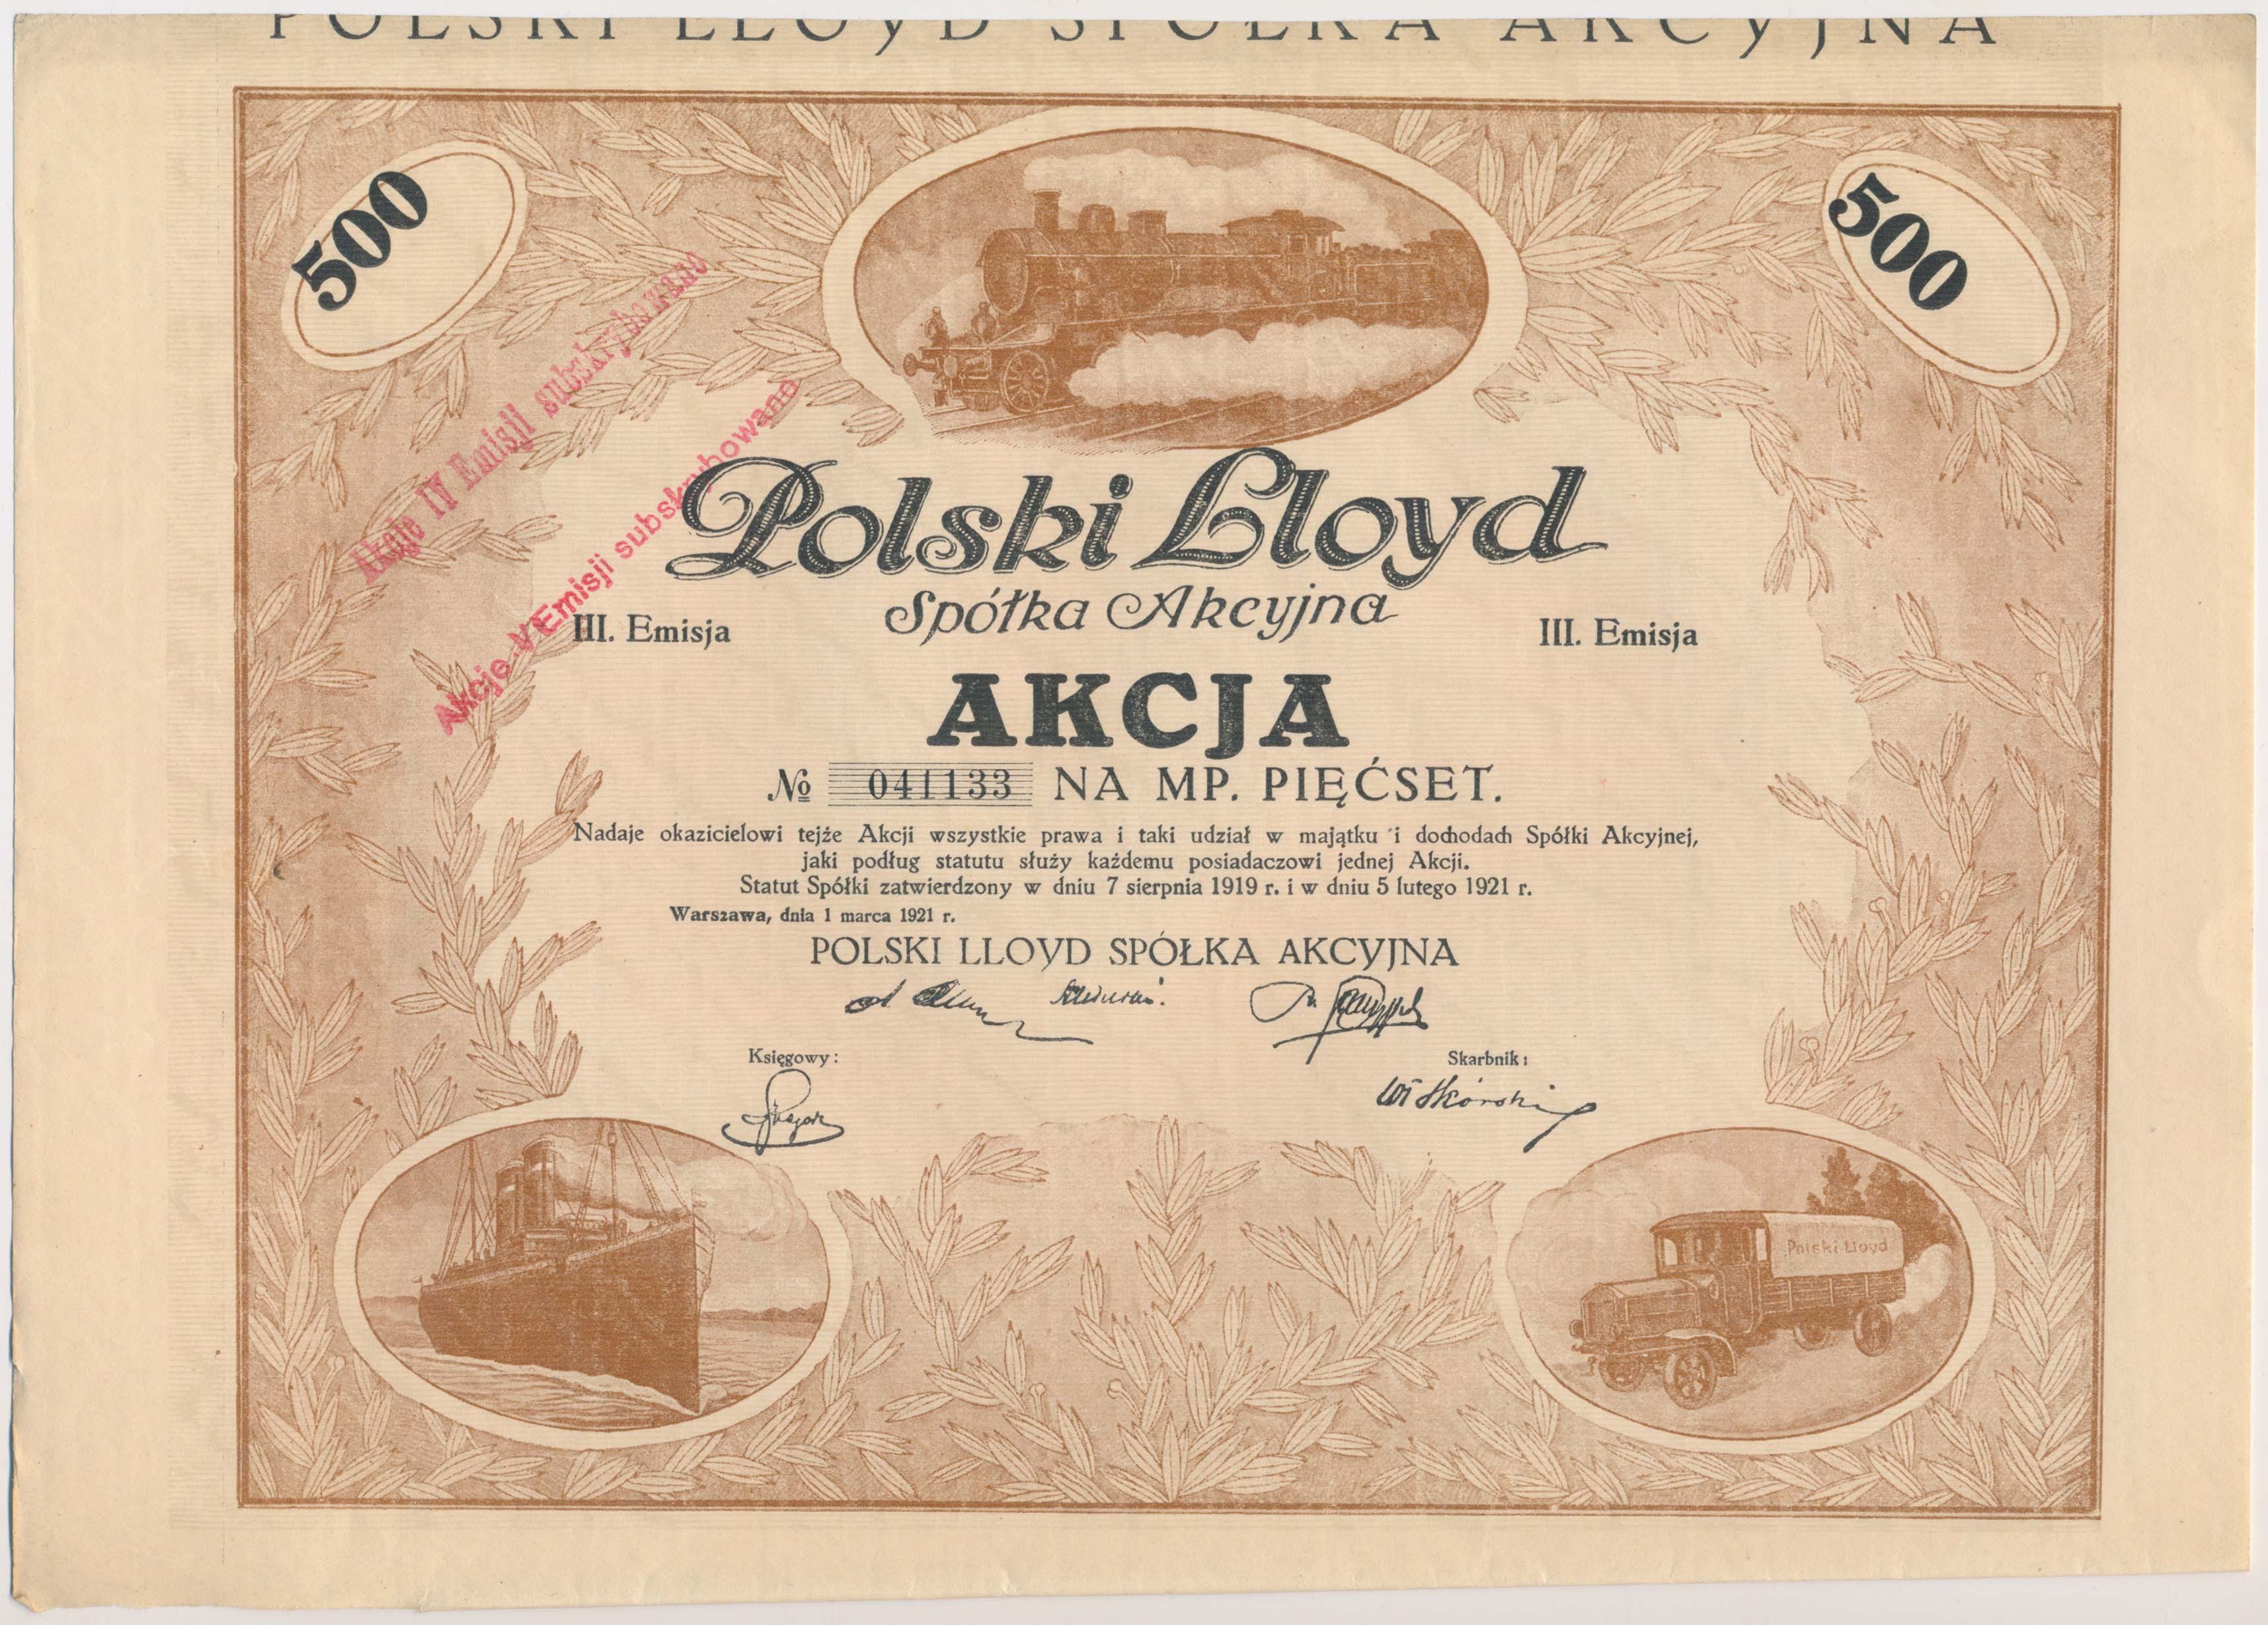 POLSKI LLOYD SPÓŁKA AKCYJNA
500
500
Akcje IV Emisji subskrybowano
Akcje V Emisji subskrybowano
Polski Lloyd
Spółka Akcyjna
III. Emisja
III. Emisja
AKCJA
No 041133 NA MP. PIĘĆSET.
Nadaje okazicielowi tejże Akcji wszystkie prawa i taki udział w majątku i dochodach Spółki Akcyjnej,
jaki podług statutu służy każdemu posiadaczowi jednej Akcji.
Statut Spółki zatwierdzony w dniu 7 sierpnia 1919 r. i w dniu 5 lutego 1921 r.
Warszawa, dnia 1 marca 1921 r.
POLSKI LLOYD SPÓŁKA AKCYJNA
Księgowy:
Skarbnik:
Skórski
Polski Lloyd